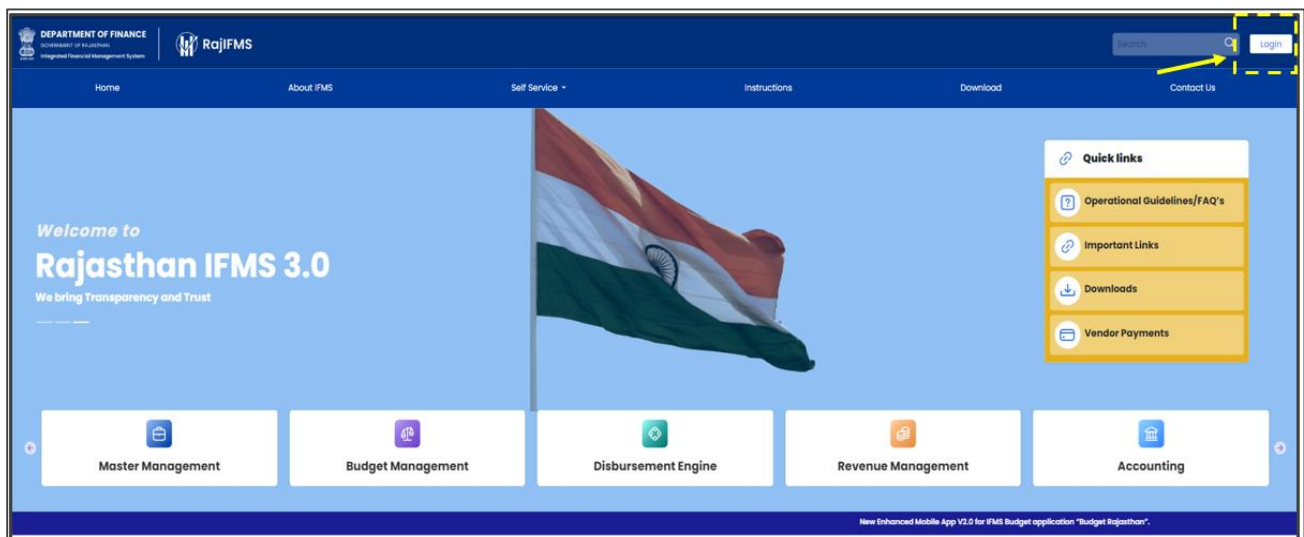 DEPARTMENT OF FINANCE
GOVERNMENT OF RAJASTHAN
Integrated Financial Management System
RajIFMS
Search
Login
Home
About IFMS
Self Service
Instructions
Download
Contact Us
Quick links
Operational Guidelines/FAQ's
Important Links
Downloads
Vendor Payments
Welcome to
Rajasthan IFMS 3.0
We bring Transparency and Trust
Master Management
Budget Management
Disbursement Engine
Revenue Management
Accounting
New Enhanced Mobile App V2.0 for IFMS Budget application "Budget Rajasthan".